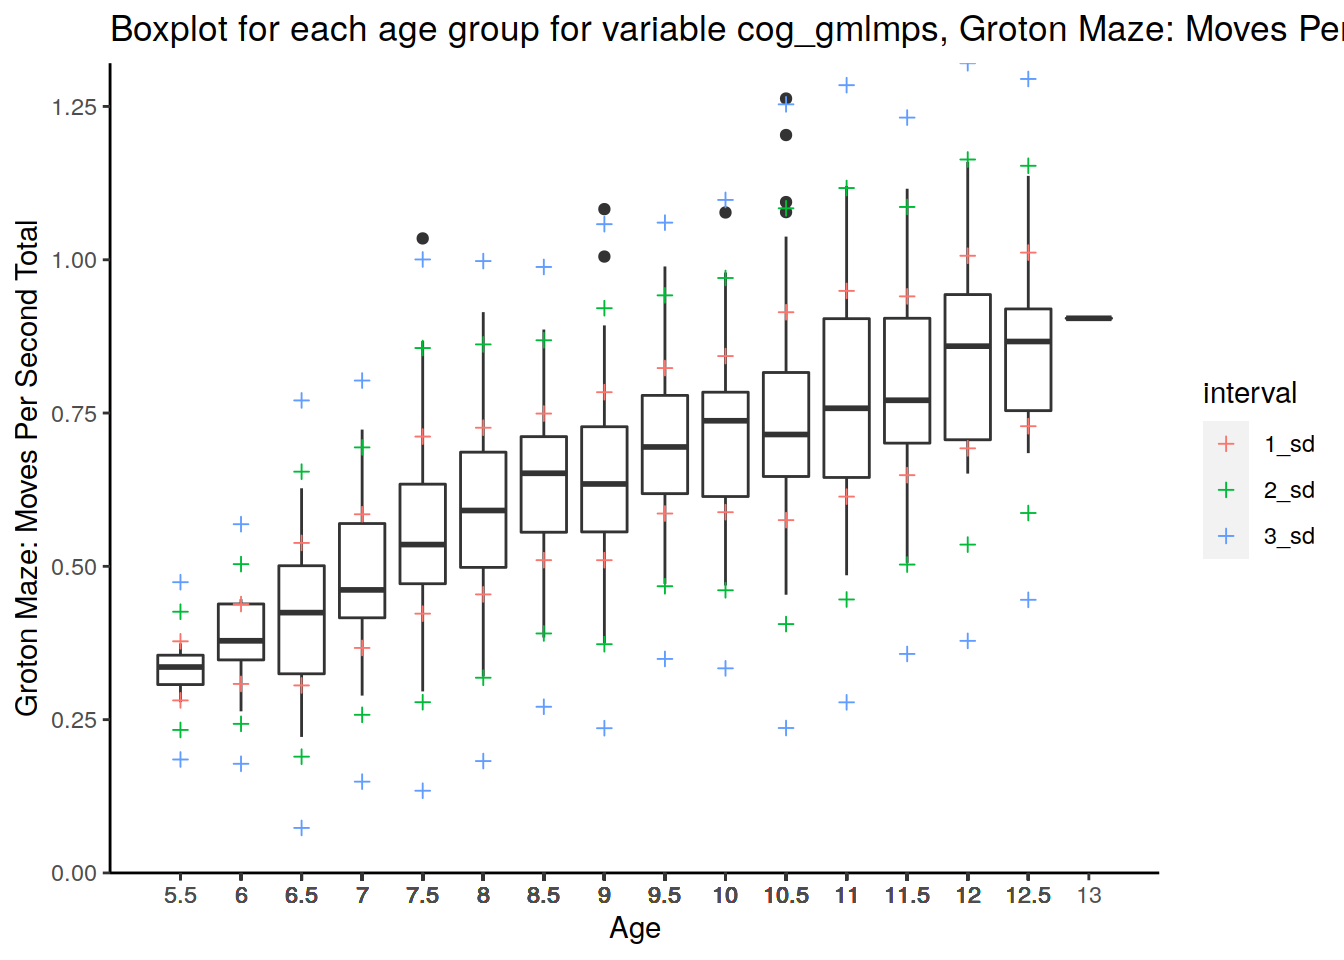 Boxplot for each age group for variable cog_gmlmps, Groton Maze: Moves Per
Groton Maze: Moves Per Second Total
1.25
1.00
0.75
0.50
0.25
0.00
5.5 6 6.5 7 7.5 8 8.5 9 9.5 10 10.5 11 11.5 12 12.5 13
Age
interval
1_sd
2_sd
3_sd